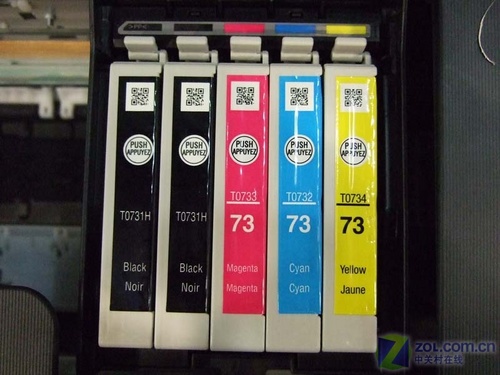 PUSH
APPUYEZ
T0731H
Black
Noir
PUSH
APPUYEZ
T0731H
Black
Noir
PUSH
APPUYEZ
T0733
73
Magenta
Magenta
PUSH
APPUYEZ
T0732
73
Cyan
Cyan
PUSH
APPUYEZ
T0734
73
Yellow
Jaune
ZOL.COM.CN
中关村在线